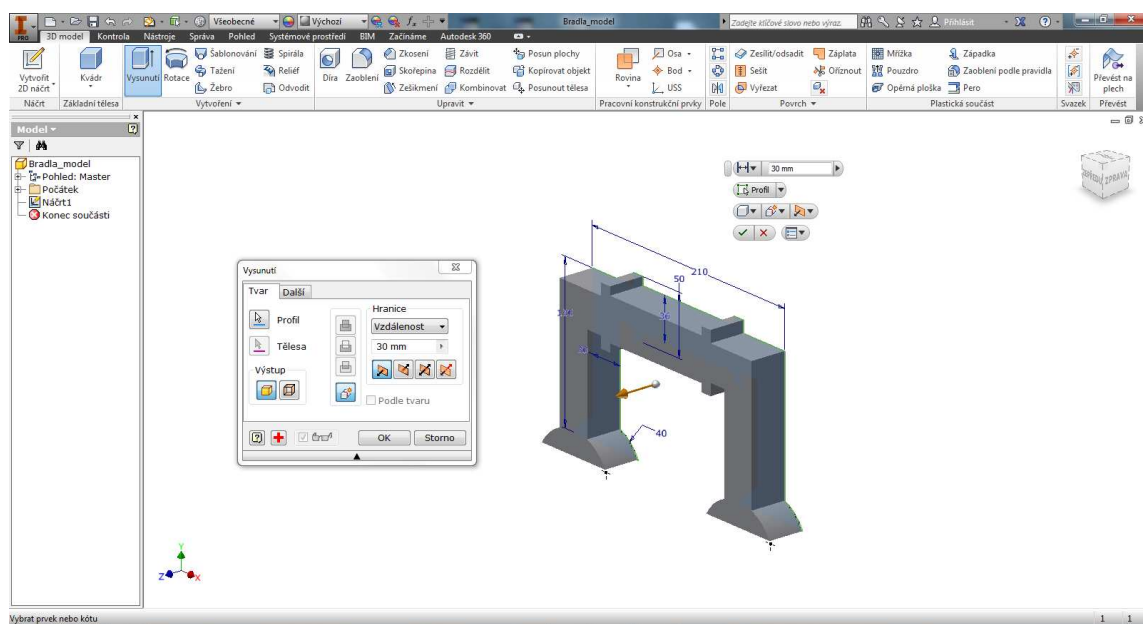 Všeobecné Výchozí Bradla_model Zadejte klíčové slovo nebo výraz. Přihlásit
PRO 3D model Kontrola Nástroje Správa Pohled Systémové prostředí BIM Začínáme Autodesk 360
Vytvořit 2D náčrt
Kvádr
Vysunutí Rotace
Šablonování Spirála
Tažení Reliéf
Žebro Odvodit
Díra Zaoblení
Zkosení Závit Posun plochy
Skořepina Rozdělit Kopírovat objekt
Zešikmení Kombinovat Posunout tělesa
Rovina
Osa
Bod
USS
Zesílit/odsadit Záplata
Sešít Oříznout
Vyřezat
Mřížka Západka
Pouzdro Zaoblení podle pravidla
Opěrná ploška Pero
Převést na plech
Náčrt Základní tělesa Vytvoření Upravit Pracovní konstrukční prvky Pole Povrch Plastická součást Svazek Převést
Model
Bradla_model
Pohled: Master
Počátek
Náčrt1
Konec součásti
30 mm
Profil
VPŘEDU ZPRAVA
Vysunutí
Tvar Další
Profil
Tělesa
Výstup
Hranice
Vzdálenost
30 mm
Podle tvaru
OK Storno
210
50
36
40
Y
Z X
Vybrat prvek nebo kótu 1 1